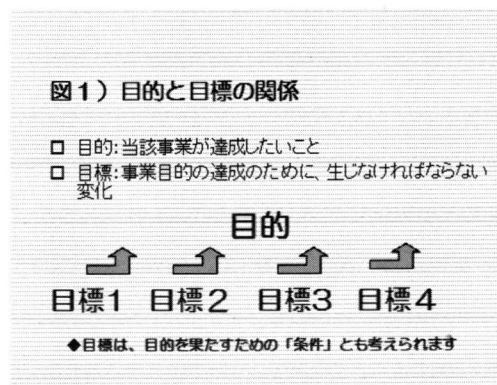 図1）目的と目標の関係
□ 目的:当該事業が達成したいこと
□ 目標:事業目的の達成のために、生じなければならない
変化
目的
目標1 目標2 目標3 目標4
◆目標は、目的を果たすための「条件」とも考えられます